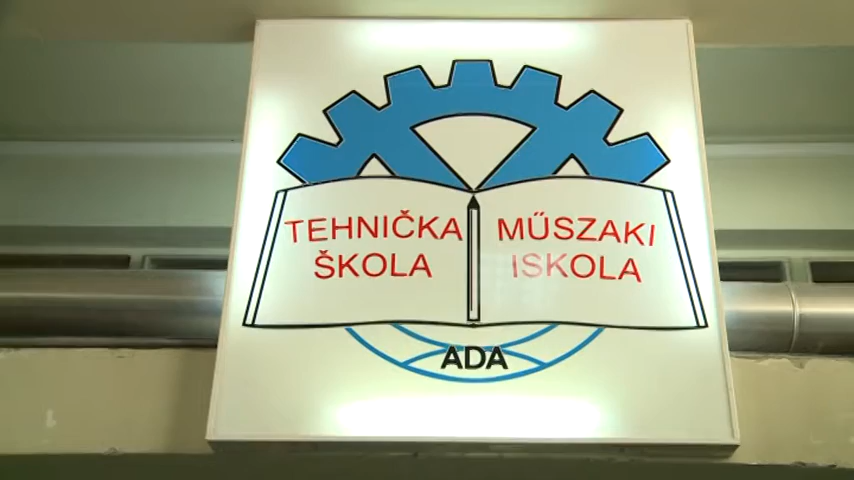 TEHNIČKA
ŠKOLA
MŰSZAKI
ISKOLA
ADA